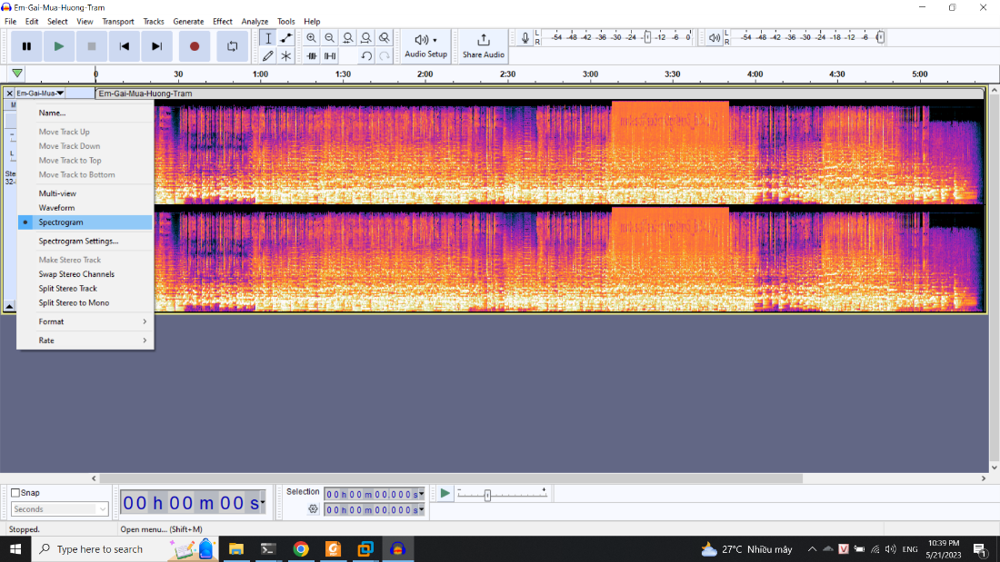 Em-Gai-Mua-Huong-Tram
File Edit Select View Transport Tracks Generate Effect Analyze Tools Help
Audio Setup
Share Audio
L
R
-54 -48 -42 -36 -30 -24 -12 -6 0
L
R
-54 -48 -42 -36 -30 -24 -18 -12 -6 0
0 30 1:00 1:30 2:00 2:30 3:00 3:30 4:00 4:30 5:00
Em-Gai-Mua-
Em-Gai-Mua-Huong-Tram
M
L
Ste
32-
Name...
Move Track Up
Move Track Down
Move Track to Top
Move Track to Bottom
Multi-view
Waveform
Spectrogram
Spectrogram Settings...
Make Stereo Track
Swap Stereo Channels
Split Stereo Track
Split Stereo to Mono
Format
Rate
Snap
Seconds
00 h 00 m 00 s
Selection
00 h 00 m 00.000 s
00 h 00 m 00.000 s
Stopped.
Open menu... (Shift+M)
Type here to search
27°C Nhiều mây
ENG
10:39 PM
5/21/2023
1